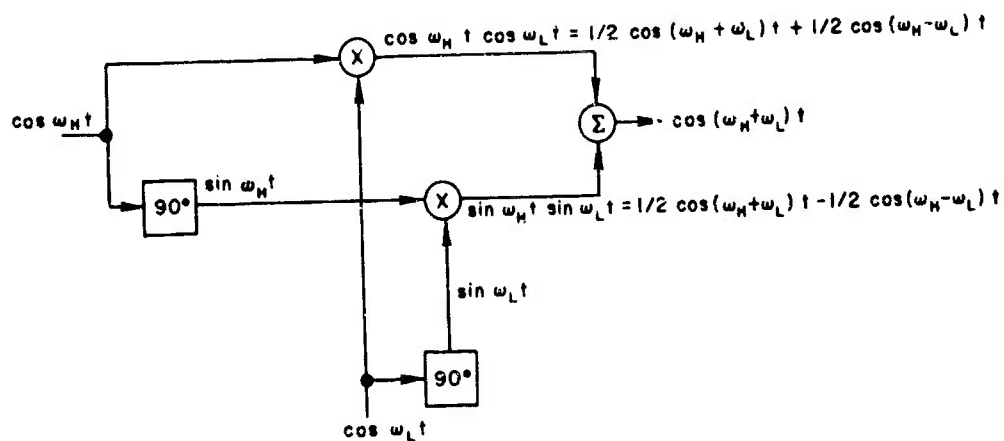 cos ω_H t cos ω_L t = 1/2 cos (ω_H + ω_L) t + 1/2 cos (ω_H - ω_L) t
X
cos ω_H t
Σ
cos (ω_H + ω_L) t
90°
sin ω_H t
X
sin ω_H t sin ω_L t = 1/2 cos (ω_H + ω_L) t - 1/2 cos (ω_H - ω_L) t
sin ω_L t
90°
cos ω_L t